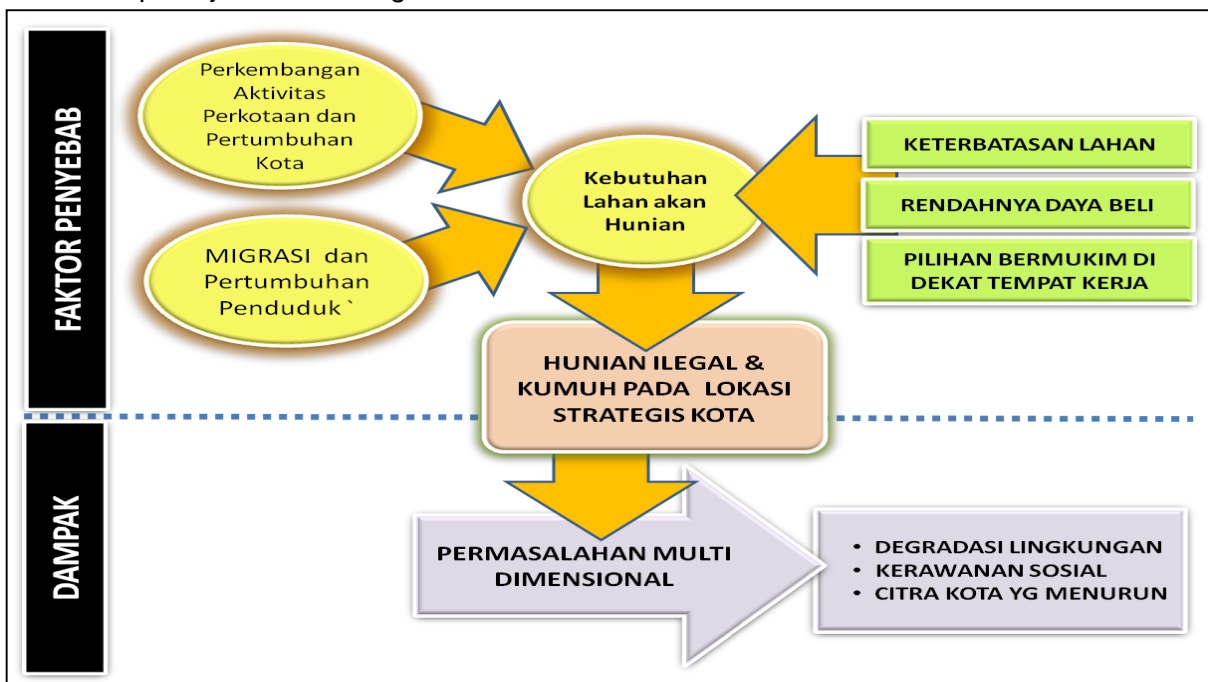 FAKTOR PENYEBAB
Perkembangan
Aktivitas
Perkotaan dan
Pertumbuhan
Kota
MIGRASI dan
Pertumbuhan
Penduduk `
Kebutuhan
Lahan akan
Hunian
KETERBATASAN LAHAN
RENDAHNYA DAYA BELI
PILIHAN BERMUKIM DI
DEKAT TEMPAT KERJA
HUNIAN ILEGAL &
KUMUH PADA LOKASI
STRATEGIS KOTA
DAMPAK
PERMASALAHAN MULTI
DIMENSIONAL
• DEGRADASI LINGKUNGAN
• KERAWANAN SOSIAL
• CITRA KOTA YG MENURUN